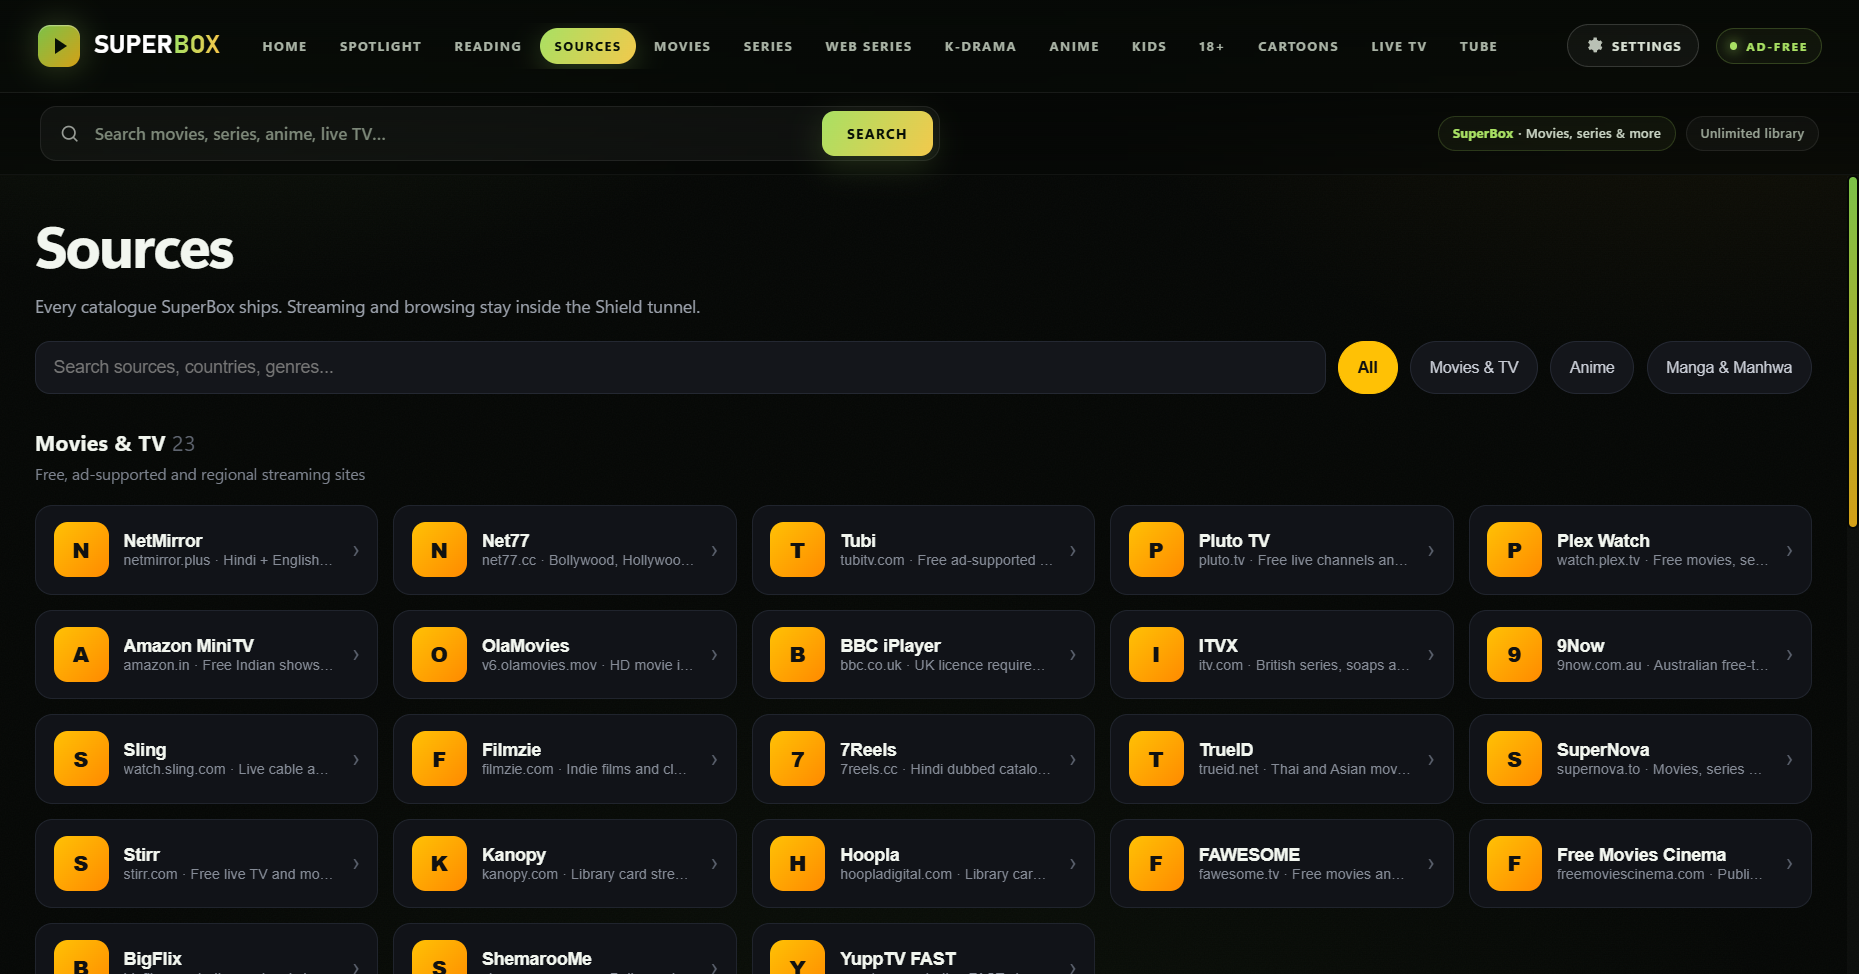 SUPERBOX
HOME
SPOTLIGHT
READING
SOURCES
MOVIES
SERIES
WEB SERIES
K-DRAMA
ANIME
KIDS
18+
CARTOONS
LIVE TV
TUBE
SETTINGS
AD-FREE
Search movies, series, anime, live TV...
SEARCH
SuperBox · Movies, series & more
Unlimited library
Sources
Every catalogue SuperBox ships. Streaming and browsing stay inside the Shield tunnel.
Search sources, countries, genres...
All
Movies & TV
Anime
Manga & Manhwa
Movies & TV 23
Free, ad-supported and regional streaming sites
N
NetMirror
netmirror.plus · Hindi + English...
N
Net77
net77.cc · Bollywood, Hollywoo...
T
Tubi
tubitv.com · Free ad-supported ...
P
Pluto TV
pluto.tv · Free live channels an...
P
Plex Watch
watch.plex.tv · Free movies, se...
A
Amazon MiniTV
amazon.in · Free Indian shows...
O
OlaMovies
v6.olamovies.mov · HD movie i...
B
BBC iPlayer
bbc.co.uk · UK licence require...
I
ITVX
itv.com · British series, soaps a...
9
9Now
9now.com.au · Australian free-t...
S
Sling
watch.sling.com · Live cable a...
F
Filmzie
filmzie.com · Indie films and cl...
7
7Reels
7reels.cc · Hindi dubbed catalo...
T
TrueID
trueid.net · Thai and Asian mov...
S
SuperNova
supernova.to · Movies, series ...
S
Stirr
stirr.com · Free live TV and mo...
K
Kanopy
kanopy.com · Library card stre...
H
Hoopla
hoopladigital.com · Library car...
F
FAWESOME
fawesome.tv · Free movies an...
F
Free Movies Cinema
freemoviescinema.com · Publi...
B
BigFlix
S
ShemarooMe
Y
YuppTV FAST